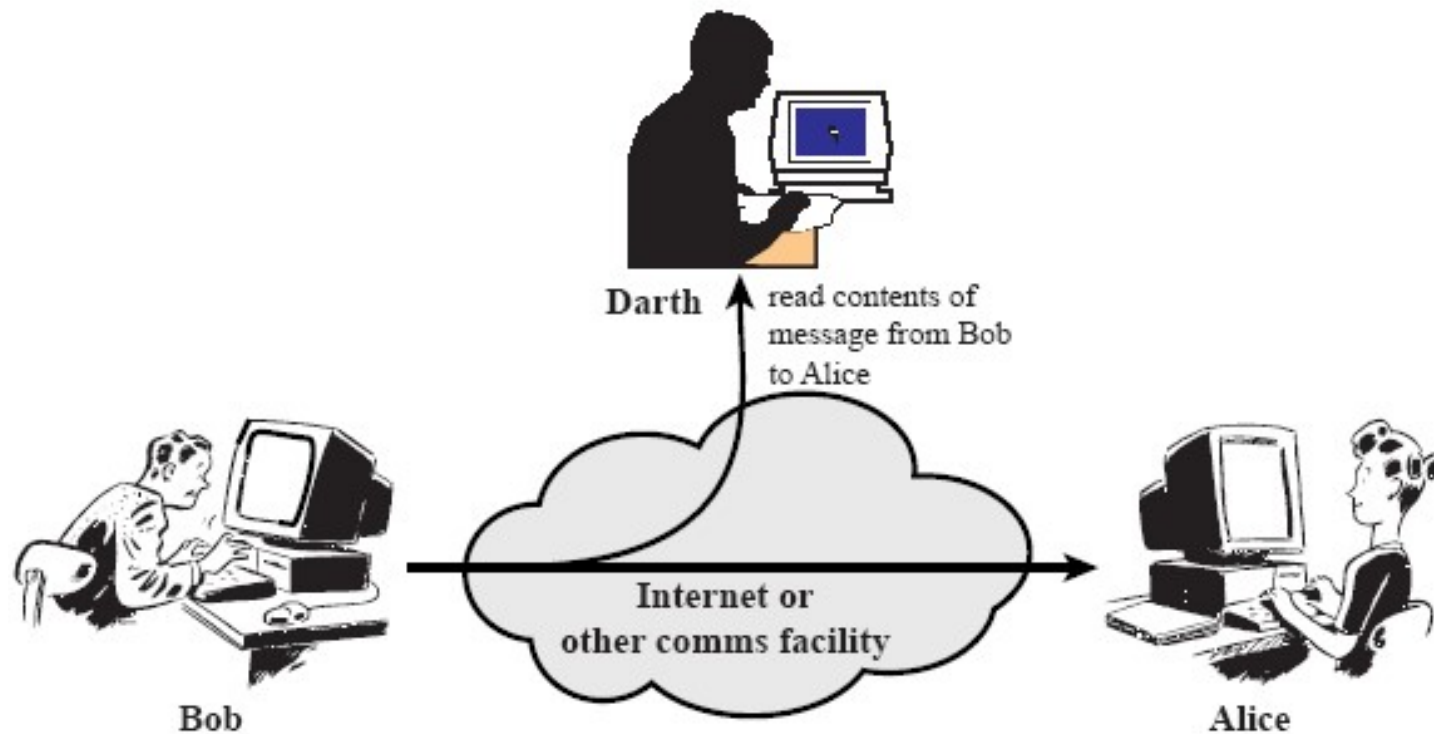 Darth
read contents of
message from Bob
to Alice
Internet or
other comms facility
Bob
Alice